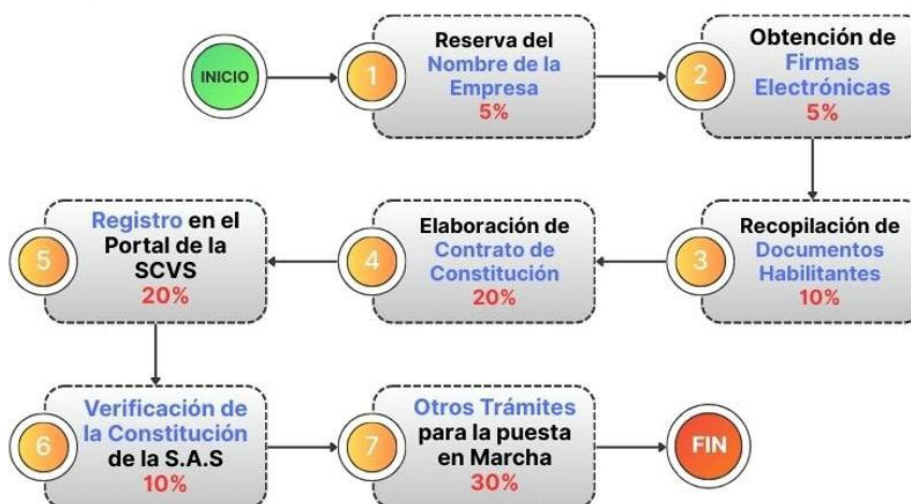 INICIO
1
Reserva del
Nombre de la
Empresa
5%
2
Obtención de
Firmas
Electrónicas
5%
3
Recopilación de
Documentos
Habilitantes
10%
4
Elaboración de
Contrato de
Constitución
20%
5
Registro en el
Portal de la
SCVS
20%
6
Verificación de
la Constitución
de la S.A.S
10%
7
Otros Trámites
para la puesta
en Marcha
30%
FIN